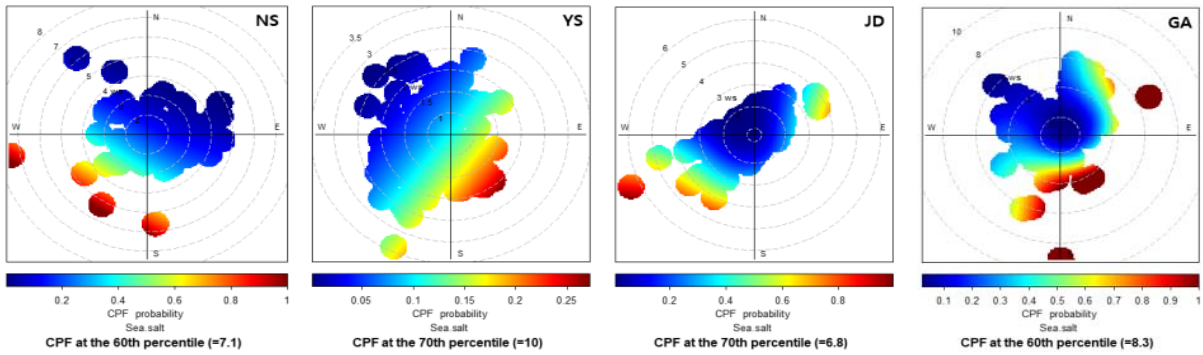 NS
N
8
7
5
4 ws
2
W
E
S
0.2 0.4 0.6 0.8 1
CPF probability
Sea.salt
CPF at the 60th percentile (=7.1)
YS
N
3.5
3
ws
1.5
1
W
E
S
0.05 0.1 0.15 0.2 0.25
CPF probability
Sea.salt
CPF at the 70th percentile (=10)
JD
N
6
5
4
3 ws
W
E
S
0.2 0.4 0.6 0.8
CPF probability
Sea.salt
CPF at the 70th percentile (=6.8)
GA
N
10
8
ws
W
E
S
0.1 0.2 0.3 0.4 0.5 0.6 0.7 0.8 0.9 1
CPF probability
Sea.salt
CPF at the 60th percentile (=8.3)